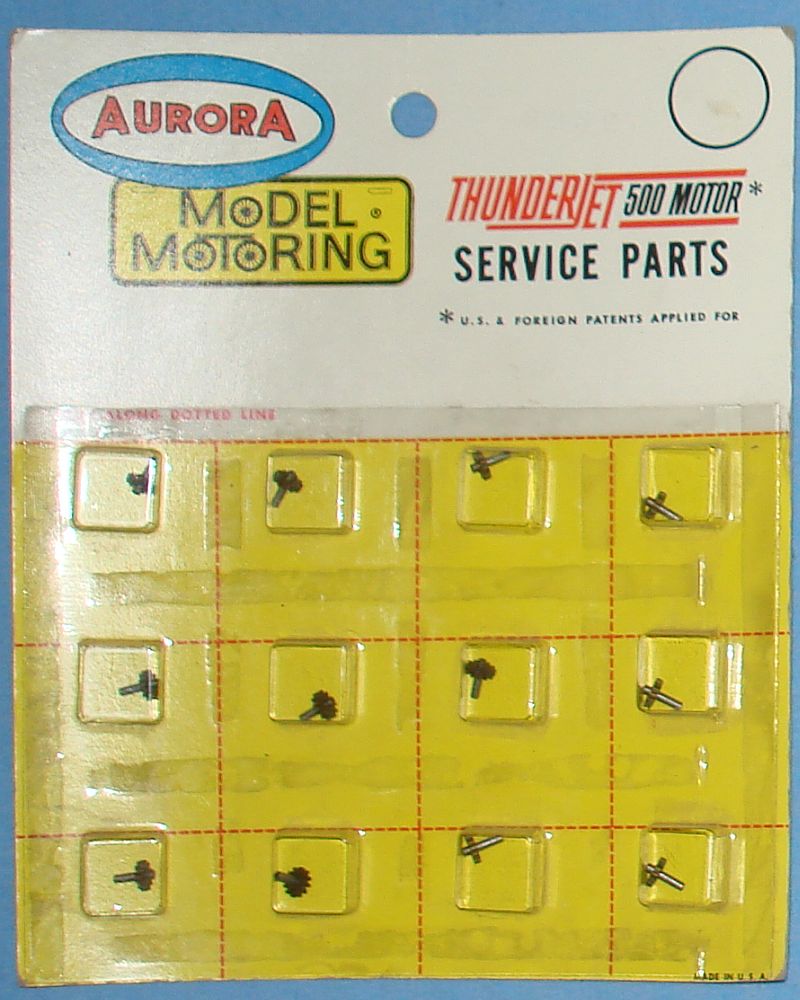 AURORA
MODEL
MOTORING
THUNDERJET 500 MOTOR *
SERVICE PARTS
* U.S. & FOREIGN PATENTS APPLIED FOR
ALONG DOTTED LINE
MADE IN U.S.A.